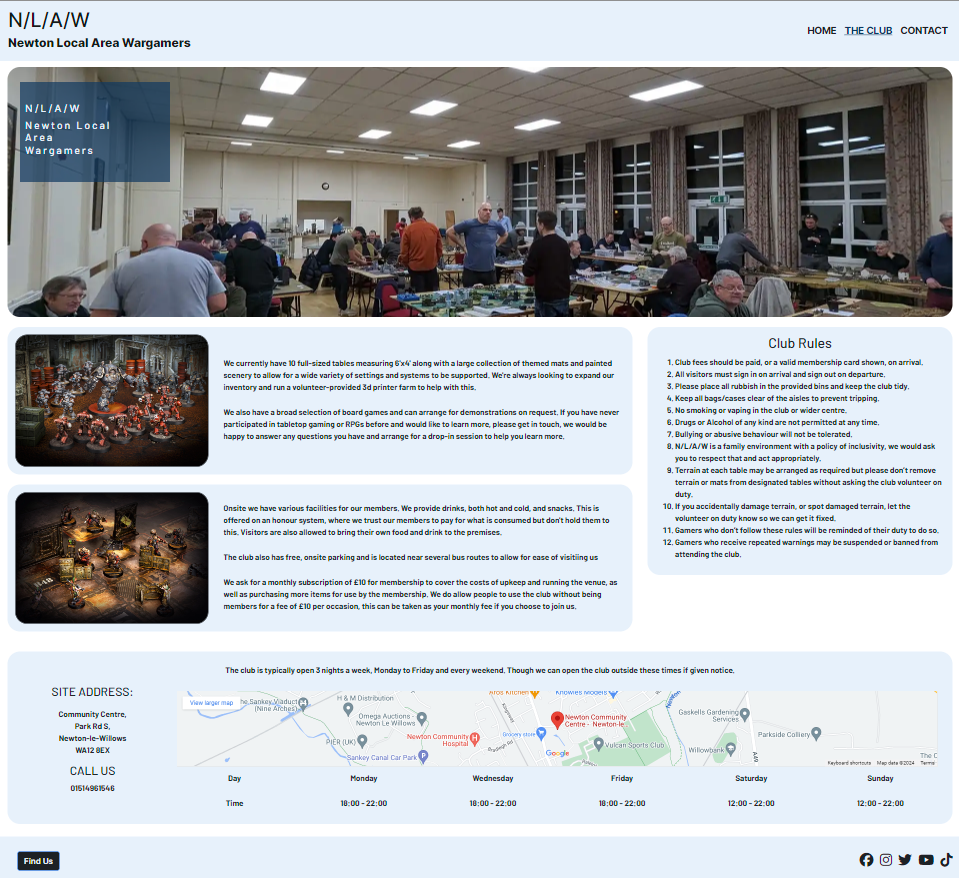 N/L/A/W
Newton Local Area Wargamers
HOME THE CLUB CONTACT
N/L/A/W
Newton Local
Area
Wargamers
We currently have 10 full-sized tables measuring 6'x4' along with a large collection of themed mats and painted
scenery to allow for a wide variety of settings and systems to be supported. We're always looking to expand our
inventory and run a volunteer-provided 3d printer farm to help with this.
We also have a broad selection of board games and can arrange for demonstrations on request. If you have never
participated in tabletop gaming or RPGs before and would like to learn more, please get in touch, we would be
happy to answer any questions you have and arrange for a drop-in session to help you learn more.
Onsite we have various facilities for our members. We provide drinks, both hot and cold, and snacks. This is
offered on an honour system, where we trust our members to pay for what is consumed but don't hold them to
this. Visitors are also allowed to bring their own food and drink to the premises.
The club also has free, onsite parking and is located near several bus routes to allow for ease of visitiing us
We ask for a monthly subscription of £10 for membership to cover the costs of upkeep and running the venue, as
well as purchasing more items for use by the membership. We do allow people to use the club without being
members for a fee of £10 per occasion, this can be taken as your monthly fee if you choose to join us.
Club Rules
1. Club fees should be paid, or a valid membership card shown, on arrival.
2. All visitors must sign in on arrival and sign out on departure.
3. Please place all rubbish in the provided bins and keep the club tidy.
4. Keep all bags/cases clear of the aisles to prevent tripping.
5. No smoking or vaping in the club or wider centre.
6. Drugs or Alcohol of any kind are not permitted at any time.
7. Bullying or abusive behaviour will not be tolerated.
8. N/L/A/W is a family environment with a policy of inclusivity, we would ask
you to respect that and act appropriately.
9. Terrain at each table may be arranged as required but please don't remove
terrain or mats from designated tables without asking the club volunteer on
duty.
10. If you accidentally damage terrain, or spot damaged terrain, let the
volunteer on duty know so we can get it fixed.
11. Gamers who don't follow these rules will be reminded of their duty to do so.
12. Gamers who receive repeated warnings may be suspended or banned from
attending the club.
The club is typically open 3 nights a week, Monday to Friday and every weekend. Though we can open the club outside these times if given notice.
SITE ADDRESS:
Community Centre,
Park Rd S,
Newton-le-Willows
WA12 8EX
CALL US
01514961546
View larger map
he Sankey Viaduct
(Nine Arches)
H & M Distribution
Omega Auctions -
Newton Le Willows
PIER (UK)
Newton Community
Hospital
Sankey Canal Car Park
Aros Kitchen
Knowles Models
Crossgroves
Bradlegh Rd
Grocery store
Newton Community
Centre - Newton-le-
Google
Vulcan Sports Club
Newton
Gaskells Gardening
Services
Willowbank
A49
Parkside Colliery
The C
Keyboard shortcuts Map data ©2024 Terms
Day Monday Wednesday Friday Saturday Sunday
Time 18:00 - 22:00 18:00 - 22:00 18:00 - 22:00 12:00 - 22:00 12:00 - 22:00
Find Us